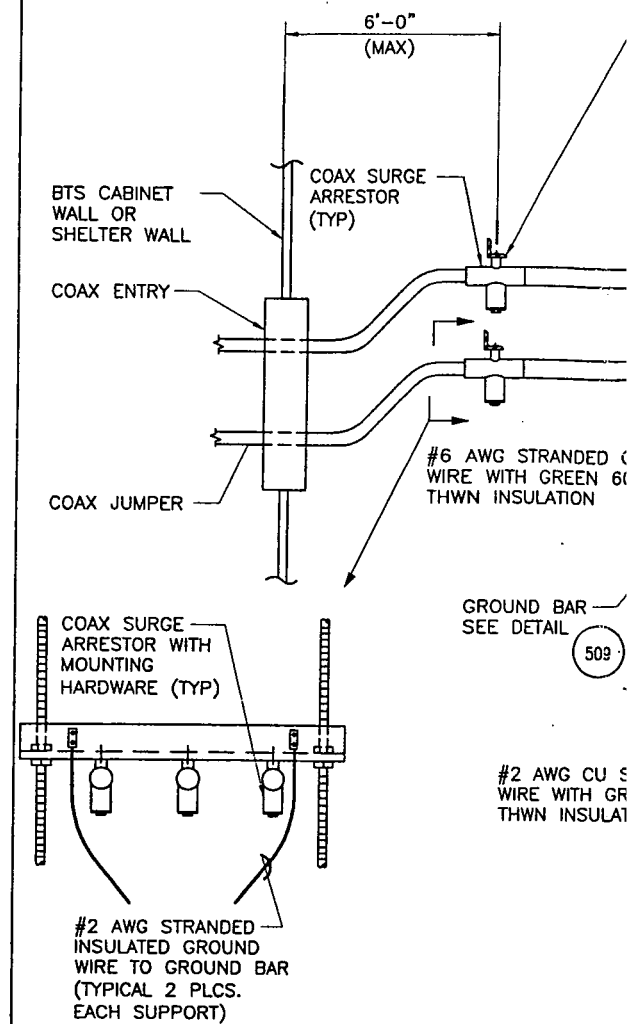 6'-0"
(MAX)
COAX SURGE
ARRESTOR
(TYP)
BTS CABINET
WALL OR
SHELTER WALL
COAX ENTRY
#6 AWG STRANDED
WIRE WITH GREEN
THWN INSULATION
COAX JUMPER
GROUND BAR
SEE DETAIL
509
COAX SURGE
ARRESTOR WITH
MOUNTING
HARDWARE (TYP)
#2 AWG CU
WIRE WITH
THWN
#2 AWG STRANDED
INSULATED GROUND
WIRE TO GROUND BAR
(TYPICAL 2 PLCS.
EACH SUPPORT)